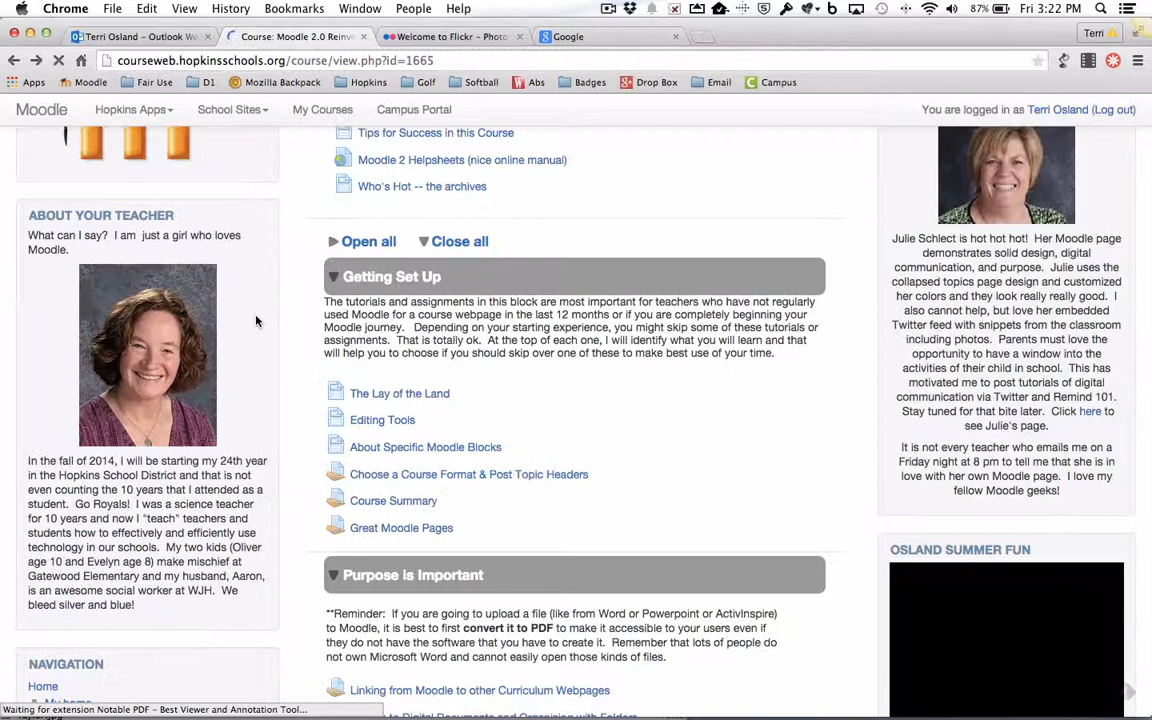 Chrome File Edit View History Bookmarks Window People Help 87% Fri 3:22 PM
Terri Osland – Outlook We Course: Moodle 2.0 Reinv Welcome to Flickr - Photo Google Terri
courseweb.hopkinsschools.org/course/view.php?id=1665
Apps Moodle Fair Use D1 Mozilla Backpack Hopkins Golf Softball Abs Badges Drop Box Email Campus
Moodle Hopkins Apps School Sites My Courses Campus Portal You are logged in as Terri Osland (Log out)
ABOUT YOUR TEACHER
What can I say? I am just a girl who loves
Moodle.
In the fall of 2014, I will be starting my 24th year
in the Hopkins School District and that is not
even counting the 10 years that I attended as a
student. Go Royals! I was a science teacher
for 10 years and now I "teach" teachers and
students how to effectively and efficiently use
technology in our schools. My two kids (Oliver
age 10 and Evelyn age 8) make mischief at
Gatewood Elementary and my husband, Aaron,
is an awesome social worker at WJH. We
bleed silver and blue!
NAVIGATION
Home
My home
Waiting for extension Notable PDF - Best Viewer and Annotation Tool...
Tips for Success in this Course
Moodle 2 Helpsheets (nice online manual)
Who's Hot -- the archives
Open all Close all
Getting Set Up
The tutorials and assignments in this block are most important for teachers who have not regularly
used Moodle for a course webpage in the last 12 months or if you are completely beginning your
Moodle journey. Depending on your starting experience, you might skip some of these tutorials or
assignments. That is totally ok. At the top of each one, I will identify what you will learn and that
will help you to choose if you should skip over one of these to make best use of your time.
The Lay of the Land
Editing Tools
About Specific Moodle Blocks
Choose a Course Format & Post Topic Headers
Course Summary
Great Moodle Pages
Purpose is Important
**Reminder: If you are going to upload a file (like from Word or Powerpoint or ActivInspire)
to Moodle, it is best to first convert it to PDF to make it accessible to your users even if
they do not have the software that you have to create it. Remember that lots of people do
not own Microsoft Word and cannot easily open those kinds of files.
Linking from Moodle to other Curriculum Webpages
to Digital Documents and Organizing with Folders
Julie Schlect is hot hot hot! Her Moodle page
demonstrates solid design, digital
communication, and purpose. Julie uses the
collapsed topics page design and customized
her colors and they look really really good. I
also cannot help, but love her embedded
Twitter feed with snippets from the classroom
including photos. Parents must love the
opportunity to have a window into the
activities of their child in school. This has
motivated me to post tutorials of digital
communication via Twitter and Remind 101.
Stay tuned for that bite later. Click here to
see Julie's page.
It is not every teacher who emails me on a
Friday night at 8 pm to tell me that she is in
love with her own Moodle page. I love my
fellow Moodle geeks!
OSLAND SUMMER FUN